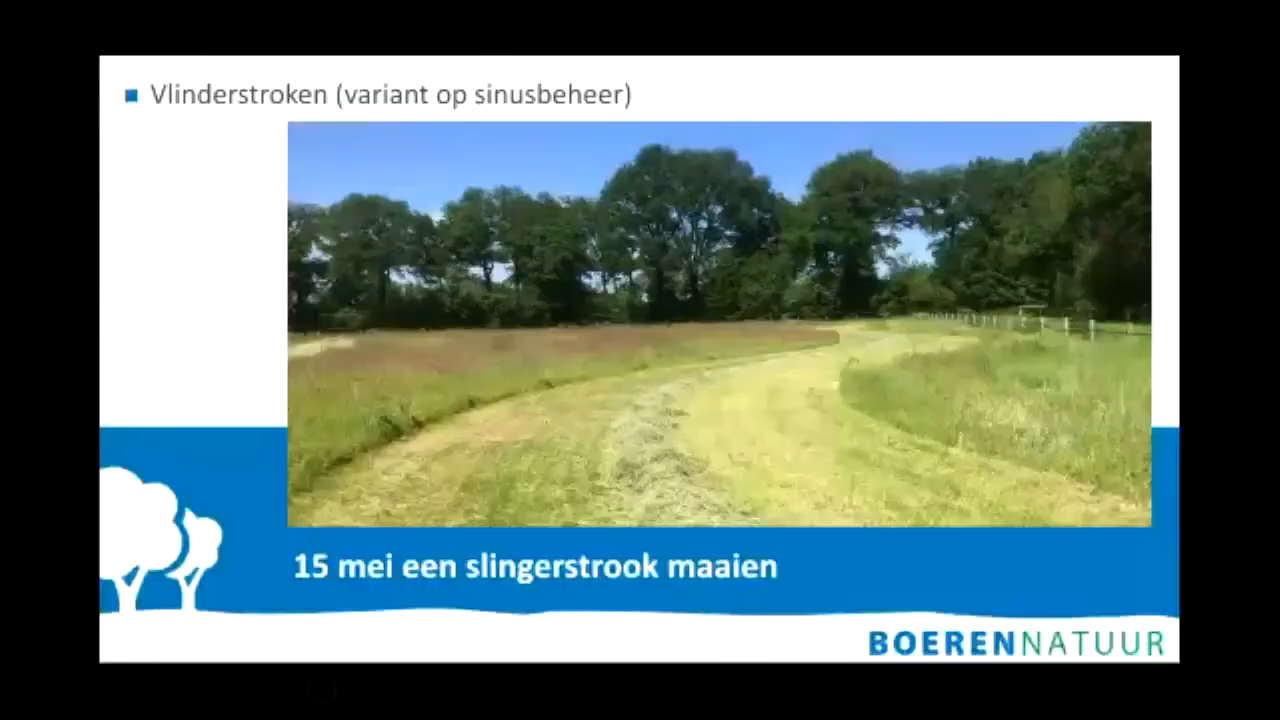 Vlinderstroken (variant op sinusbeheer)
15 mei een slingerstrook maaien
BOERENNATUUR